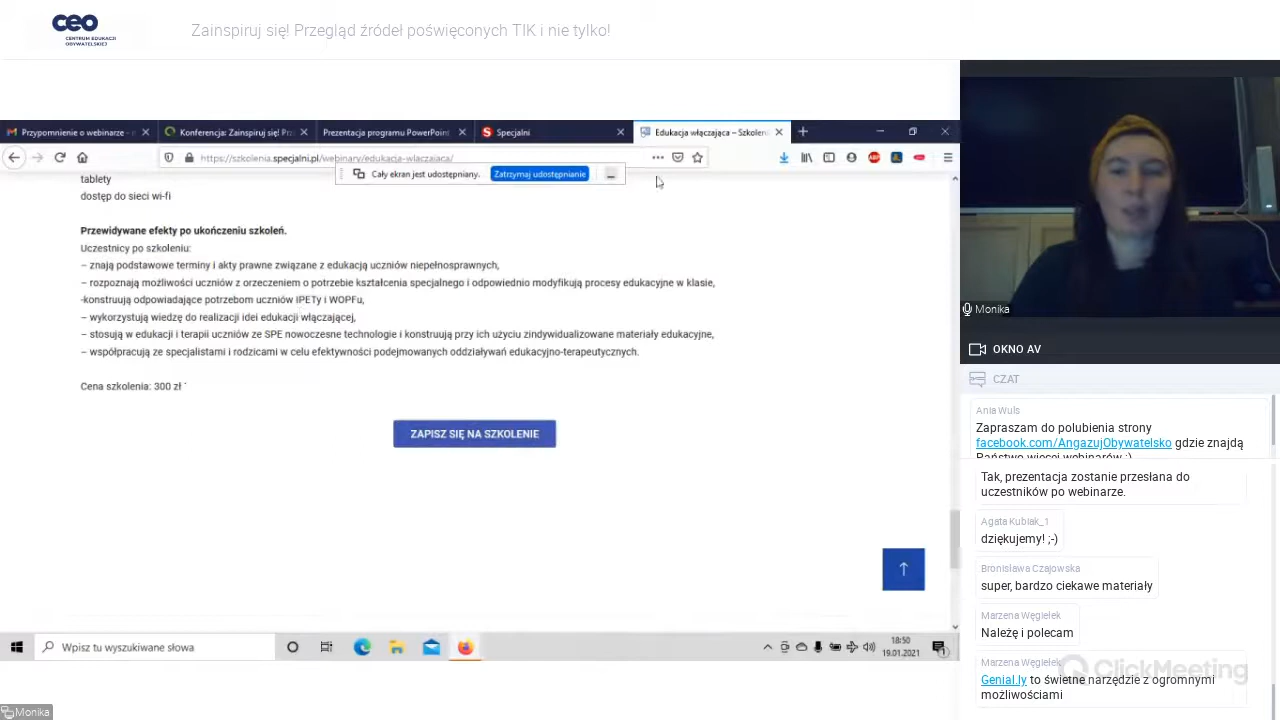 ceo
CENTRUM EDUKACJI
OBYWATELSKIEJ
Zainspiruj się! Przegląd źródeł poświęconych TIK i nie tylko!
Przypomnienie o webinarze -
Konferencja: Zainspiruj się! Prz
Prezentacja programu PowerPoint
Specjalni
Edukacja włączająca – Szkolen
https://szkolenia.specjalni.pl/webinary/edukacja-wlaczajaca/
ABP
Cały ekran jest udostępniany.
Zatrzymaj udostępnianie
tablety
dostęp do sieci wi-fi
Przewidywane efekty po ukończeniu szkoleń.
Uczestnicy po szkoleniu:
– znają podstawowe terminy i akty prawne związane z edukacją uczniów niepełnosprawnych,
– rozpoznają możliwości uczniów z orzeczeniem o potrzebie kształcenia specjalnego i odpowiednio modyfikują procesy edukacyjne w klasie,
-konstruują odpowiadające potrzebom uczniów IPETy i WOPFu,
– wykorzystują wiedzę do realizacji idei edukacji włączającej,
– stosują w edukacji i terapii uczniów ze SPE nowoczesne technologie i konstruują przy ich użyciu zindywidualizowane materiały edukacyjne,
– współpracują ze specjalistami i rodzicami w celu efektywności podejmowanych oddziaływań edukacyjno-terapeutycznych.
Cena szkolenia: 300 zł
ZAPISZ SIĘ NA SZKOLENIE
Wpisz tu wyszukiwane słowa
18:50
19.01.2021
1
Monika
Monika
OKNO AV
CZAT
Ania Wuls
Zapraszam do polubienia strony
facebook.com/AngazujObywatelsko gdzie znajdą
Państwo więcej webinarów :)
Tak, prezentacja zostanie przesłana do
uczestników po webinarze.
Agata Kubiak_1
dziękujemy! ;-)
Bronisława Czajowska
super, bardzo ciekawe materiały
Marzena Węgiełek
Należę i polecam
Marzena Węgiełek
ClickMeeting
Genial.ly to świetne narzędzie z ogromnymi
możliwościami